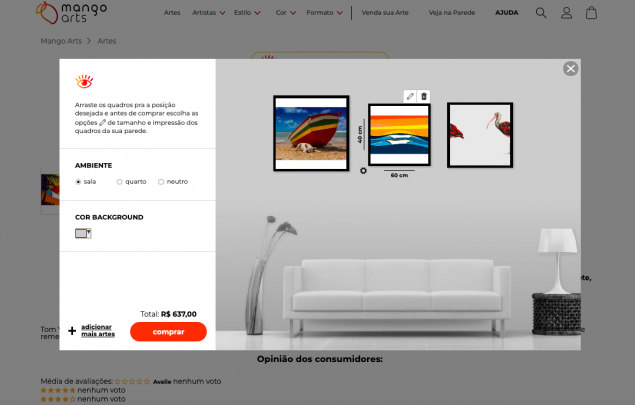 mango
arts
Artes
Artistas
Estilo
Cor
Formato
Venda sua Arte
Veja na Parede
AJUDA
Mango Arts
Artes
Arraste os quadros pra a posição
desejada e antes de comprar escolha as
opções de tamanho e impressão dos
quadros da sua parede.
AMBIENTE
sala
quarto
neutro
COR BACKGROUND
40 cm
60 cm
Total: R$ 637,00
+ adicionar
mais artes
comprar
Tom
reme
Opinião dos consumidores:
Média de avaliações: Avalie nenhum voto
nenhum voto
nenhum voto